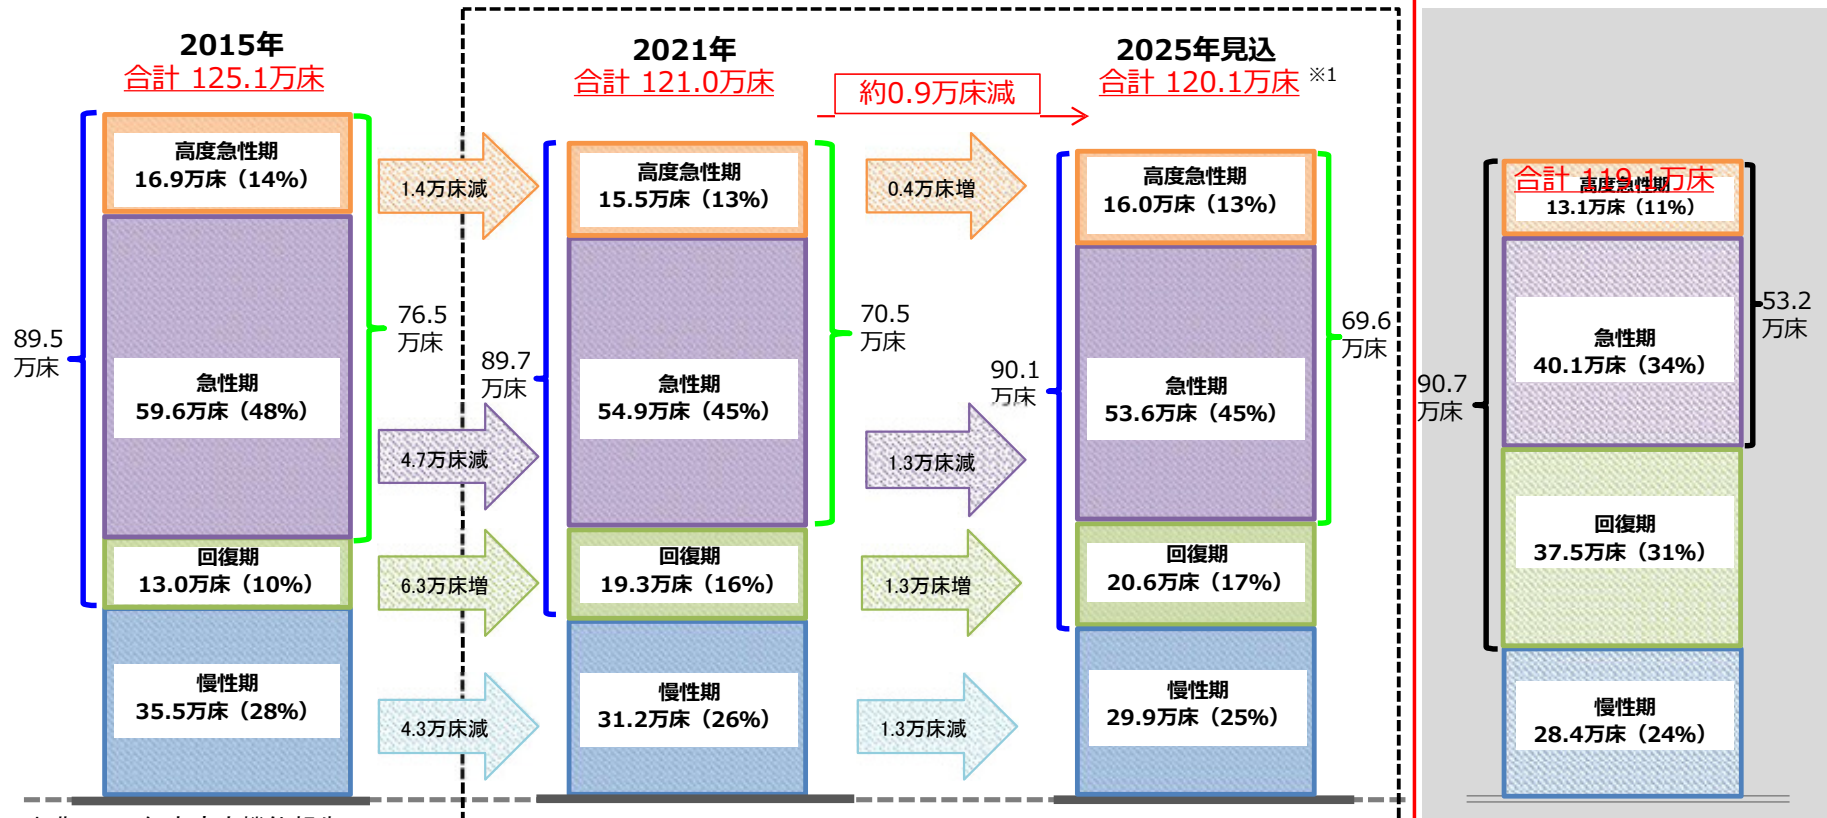 2015年
合計 125.1万床
高度急性期
16.9万床（14%）
急性期
59.6万床（48%）
回復期
13.0万床（10%）
慢性期
35.5万床（28%）
89.5
万床
76.5
万床
1.4万床減
4.7万床減
6.3万床増
4.3万床減
2021年
合計 121.0万床
高度急性期
15.5万床（13%）
急性期
54.9万床（45%）
回復期
19.3万床（16%）
慢性期
31.2万床（26%）
89.7
万床
70.5
万床
約0.9万床減
0.4万床増
1.3万床減
1.3万床増
1.3万床減
2025年見込
合計 120.1万床 ※1
高度急性期
16.0万床（13%）
急性期
53.6万床（45%）
回復期
20.6万床（17%）
慢性期
29.9万床（25%）
90.1
万床
69.6
万床
合計 119.1万床
高度急性期
13.1万床（11%）
急性期
40.1万床（34%）
回復期
37.5万床（31%）
慢性期
28.4万床（24%）
90.7
万床
53.2
万床